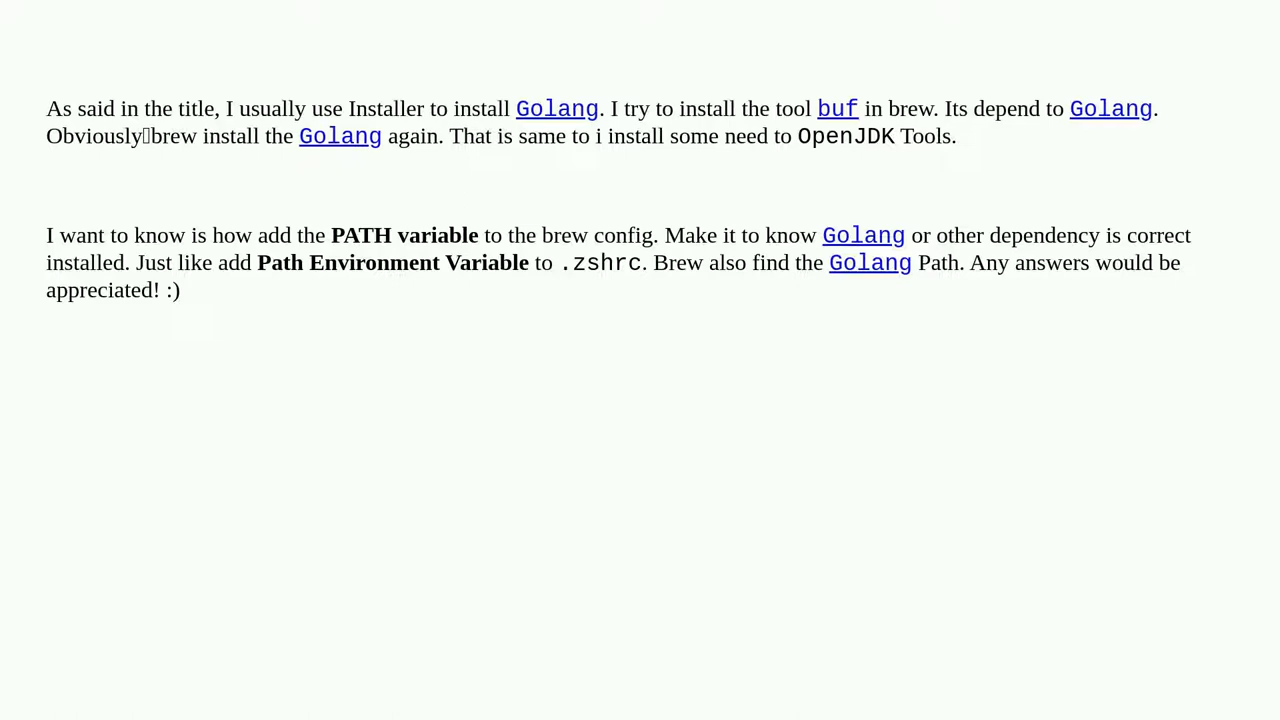 As said in the title, I usually use Installer to install Golang. I try to install the tool buf in brew. Its depend to Golang.
Obviously▯brew install the Golang again. That is same to i install some need to OpenJDK Tools.
I want to know is how add the PATH variable to the brew config. Make it to know Golang or other dependency is correct
installed. Just like add Path Environment Variable to .zshrc. Brew also find the Golang Path. Any answers would be
appreciated! :)